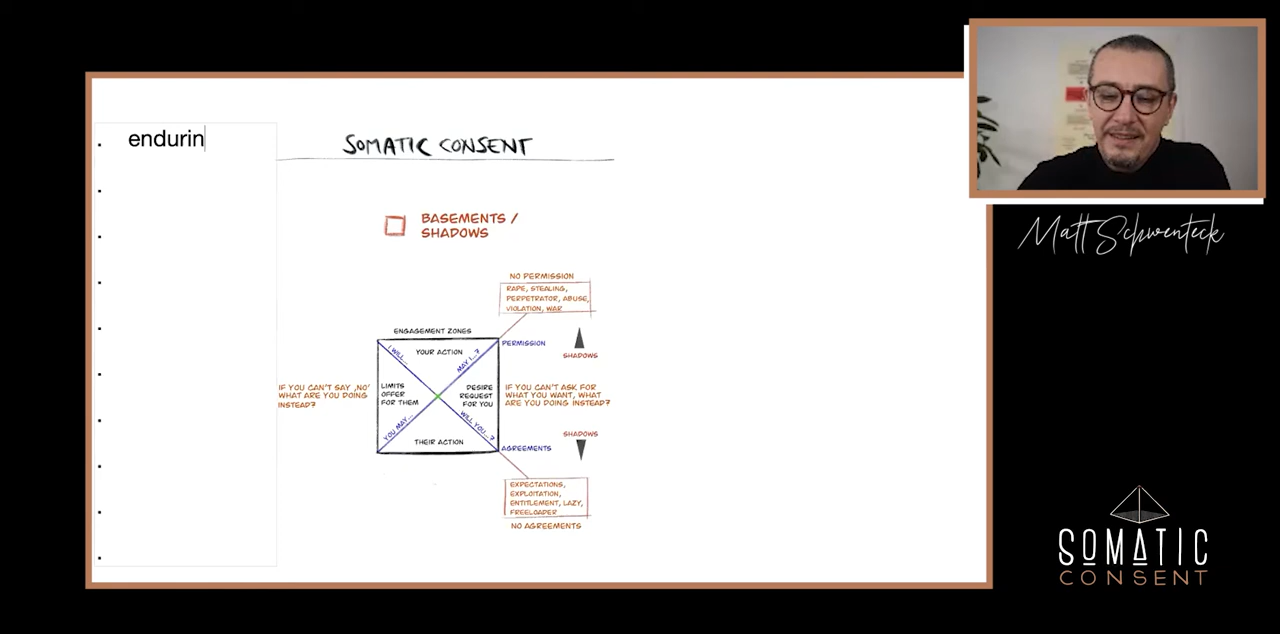 endurin
SOMATIC CONSENT
BASEMENTS /
SHADOWS
NO PERMISSION
RAPE, STEALING,
PERPETRATOR, ABUSE,
VIOLATION, WAR
ENGAGEMENT ZONES
I WILL...
YOUR ACTION
MAY I...?
PERMISSION
SHADOWS
IF YOU CAN'T SAY ‚NO'
WHAT ARE YOU DOING
INSTEAD?
LIMITS
OFFER
FOR THEM
DESIRE
REQUEST
FOR YOU
IF YOU CAN'T ASK FOR
WHAT YOU WANT, WHAT
ARE YOU DOING INSTEAD?
YOU MAY...
WILL YOU...?
THEIR ACTION
SHADOWS
AGREEMENTS
EXPECTATIONS,
EXPLOITATION,
ENTITLEMENT, LAZY,
FREELOADER
NO AGREEMENTS
Matt Schwenteck
SOMATIC
CONSENT